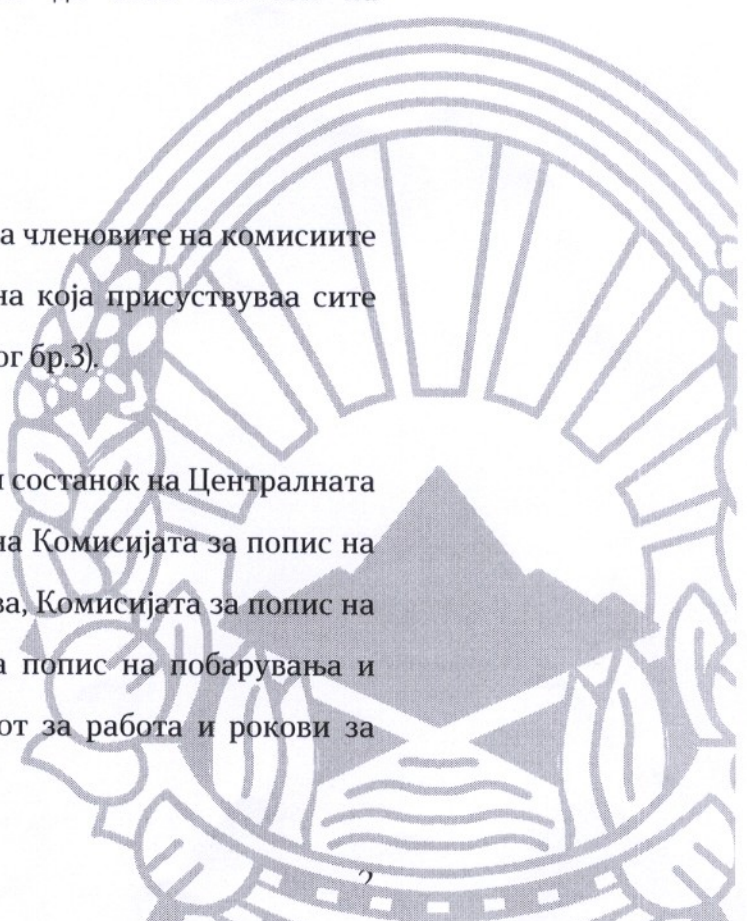 а членовите на комисиите
на која присуствуваа сите
ог бр.3).
состанок на Централната
на Комисијата за попис на
ва, Комисијата за попис на
а попис на побарувања и
от за работа и рокови за